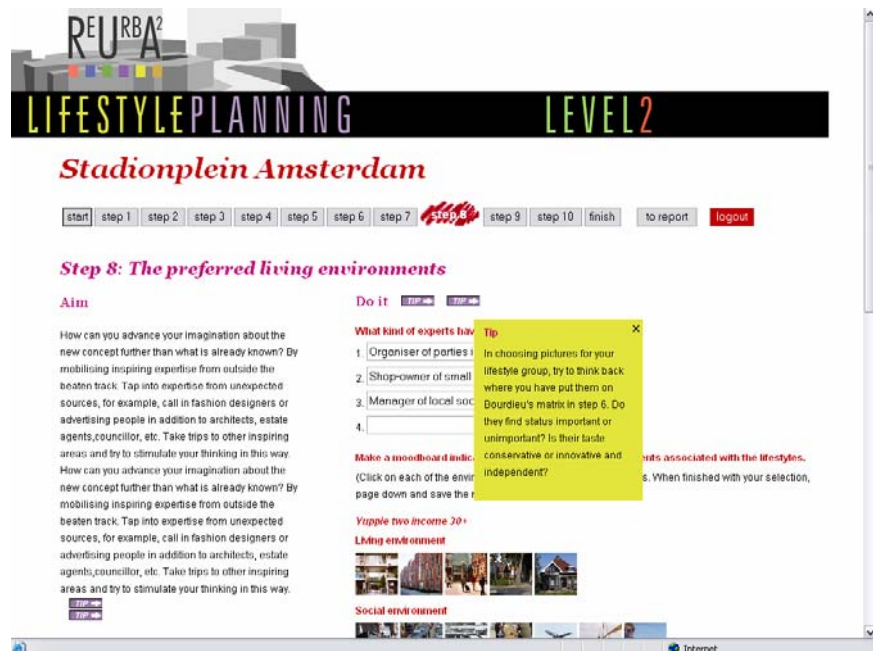 REURBA²
LIFESTYLEPLANNING LEVEL2
Stadionplein Amsterdam
start step 1 step 2 step 3 step 4 step 5 step 6 step 7 step 8 step 9 step 10 finish to report logout
Step 8: The preferred living environments
Aim
How can you advance your imagination about the
new concept further than what is already known? By
mobilising inspiring expertise from outside the
beaten track. Tap into expertise from unexpected
sources, for example, call in fashion designers or
advertising people in addition to architects, estate
agents,councillor, etc. Take trips to other inspiring
areas and try to stimulate your thinking in this way.
How can you advance your imagination about the
new concept further than what is already known? By
mobilising inspiring expertise from outside the
beaten track. Tap into expertise from unexpected
sources, for example, call in fashion designers or
advertising people in addition to architects, estate
agents,councillor, etc. Take trips to other inspiring
areas and try to stimulate your thinking in this way.
TIP
TIP
Do it TIP TIP
What kind of experts hav
1. Organiser of parties i
2. Shop-owner of small
3. Manager of local soc
4.
Tip
In choosing pictures for your
lifestyle group, try to think back
where you have put them on
Bourdieu's matrix in step 6. Do
they find status important or
unimportant? Is their taste
conservative or innovative and
independent?
Make a moodboard indic ents associated with the lifestyles.
(Click on each of the envir s. When finished with your selection,
page down and save the
Yuppie two income 30+
Living environment
Social environment
Internet